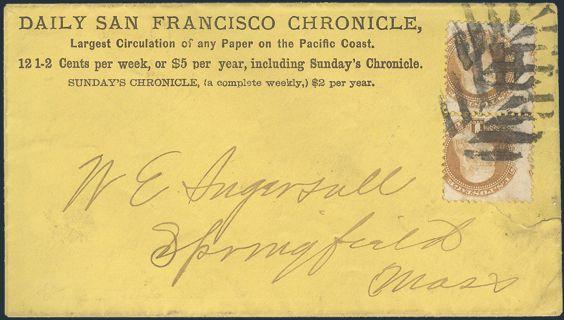 DAILY SAN FRANCISCO CHRONICLE,
Largest Circulation of any Paper on the Pacific Coast.
12 1-2 Cents per week, or $5 per year, including Sunday's Chronicle.
SUNDAY'S CHRONICLE, (a complete weekly,) $2 per year.
W E Ingersull
Springfield
Mass